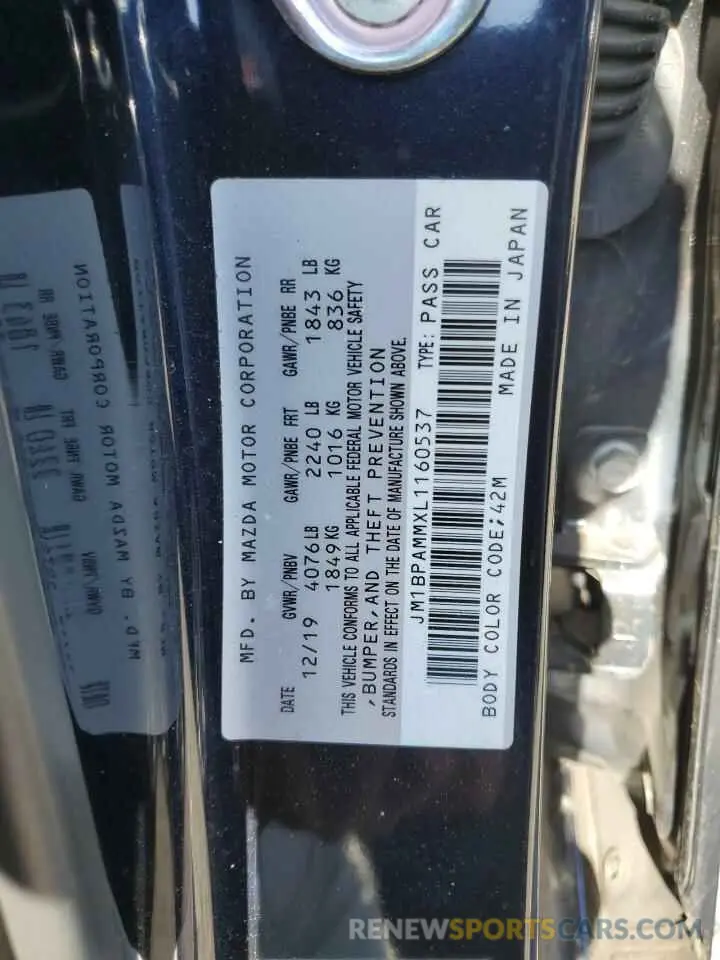 MFD. BY MAZDA MOTOR CORPORATION
DATE GVWR/PNBV GAWR/PNBE FRT GAWR/PNBE RR
12/19 4076LB 2240 LB 1843 LB
1849KG 1016 KG 836 KG
THIS VEHICLE CONFORMS TO ALL APPLICABLE FEDERAL MOTOR VEHICLE SAFETY
,BUMPER,AND THEFT PREVENTION
STANDARDS IN EFFECT ON THE DATE OF MANUFACTURE SHOWN ABOVE.
JM1BPAMMXL1160537 TYPE: PASS CAR
BODY COLOR CODE;42M MADE IN JAPAN
RENEWSPORTSCARS.COM